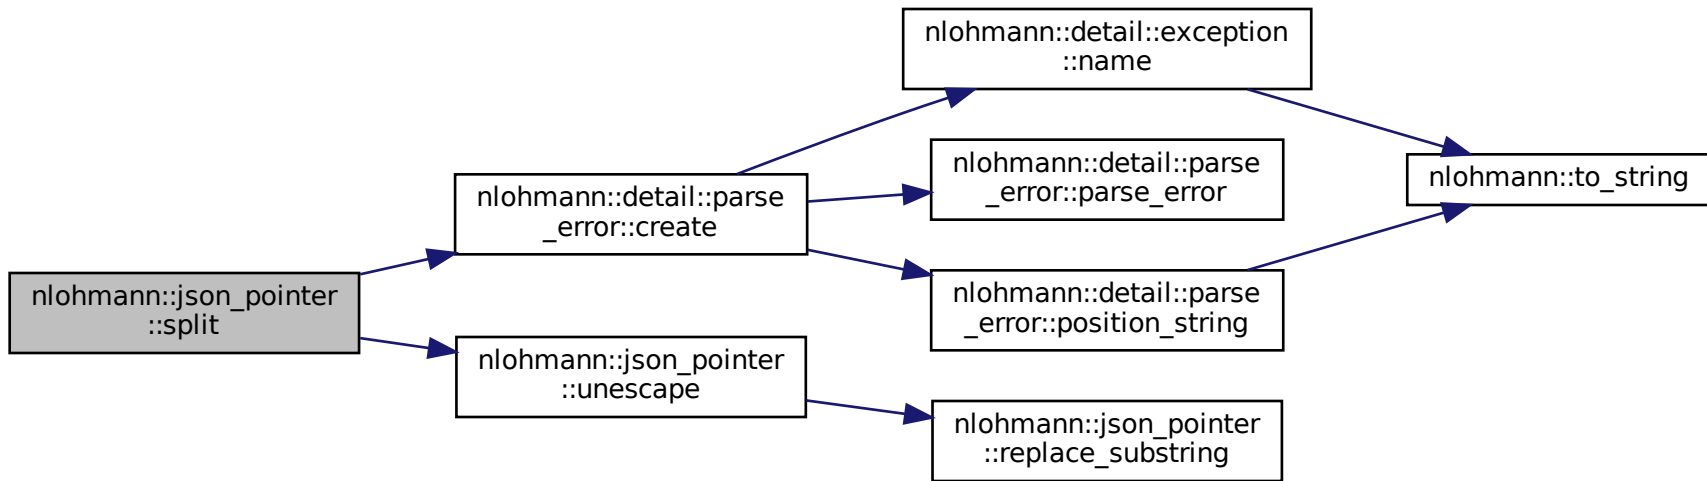 nlohmann::detail::exception
::name
nlohmann::detail::parse
_error::parse_error
nlohmann::to_string
nlohmann::detail::parse
_error::create
nlohmann::detail::parse
_error::position_string
nlohmann::json_pointer
::split
nlohmann::json_pointer
::unescape
nlohmann::json_pointer
::replace_substring